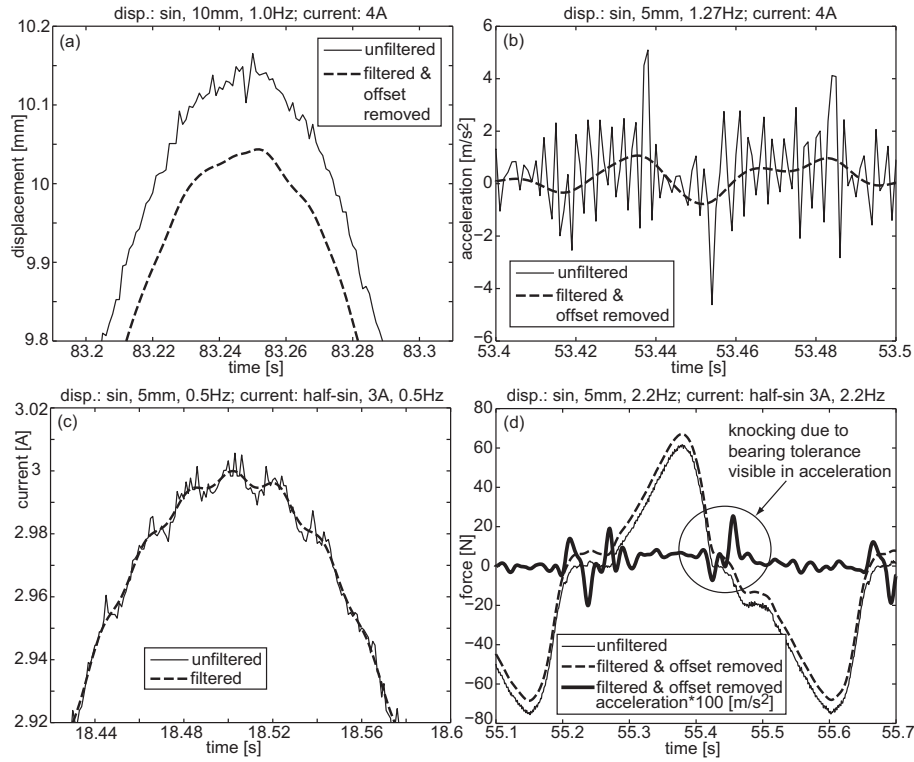 disp.: sin, 10mm, 1.0Hz; current: 4A
(a)
unfiltered
filtered &
offset
removed
displacement [mm]
10.2
10.1
10
9.9
9.8
83.2
83.22
83.24
83.26
83.28
83.3
time [s]
disp.: sin, 5mm, 1.27Hz; current: 4A
(b)
acceleration [m/s2]
6
4
2
0
−2
−4
−6
unfiltered
filtered &
offset removed
53.4
53.42
53.44
53.46
53.48
53.5
time [s]
disp.: sin, 5mm, 0.5Hz; current: half-sin, 3A, 0.5Hz
(c)
current [A]
3.02
3
2.98
2.96
2.94
2.92
unfiltered
filtered
18.44
18.48
18.52
18.56
18.6
time [s]
disp.: sin, 5mm, 2.2Hz; current: half-sin 3A, 2.2Hz
(d)
knocking due to
bearing tolerance
visible in acceleration
force [N]
80
60
40
20
0
−20
−40
−60
−80
unfiltered
filtered & offset removed
filtered & offset removed
acceleration*100 [m/s2]
55.1
55.2
55.3
55.4
55.5
55.6
55.7
time [s]